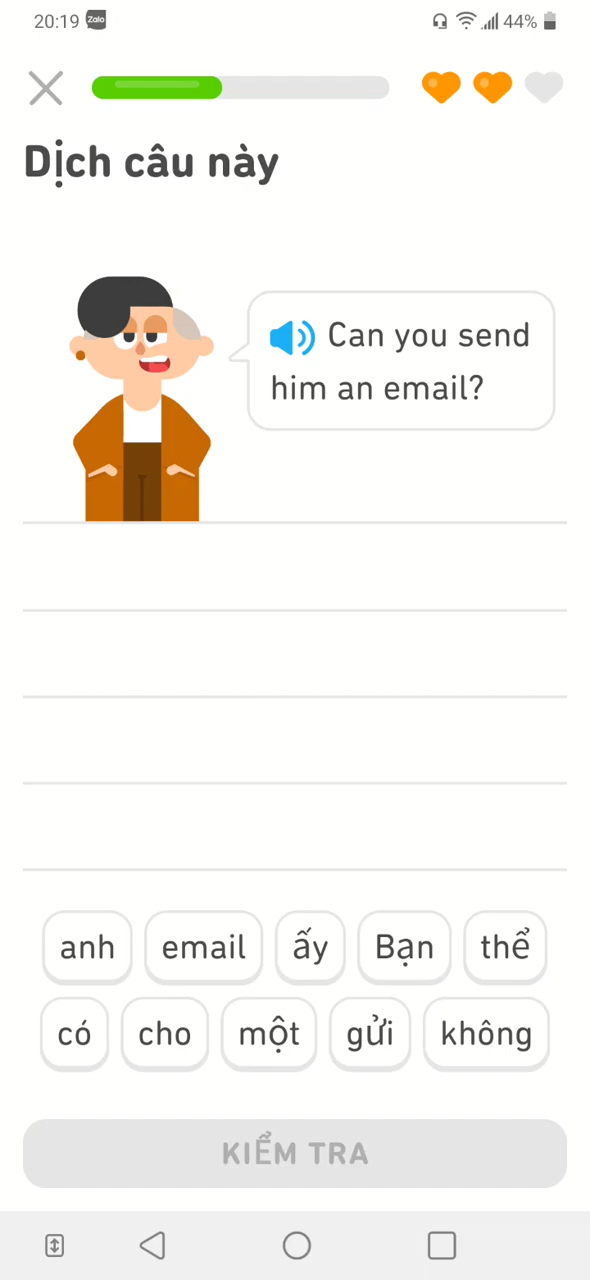 20:19 Zalo 44%
Dịch câu này
Can you send
him an email?
anh email ấy Bạn thể
có cho một gửi không
KIỂM TRA